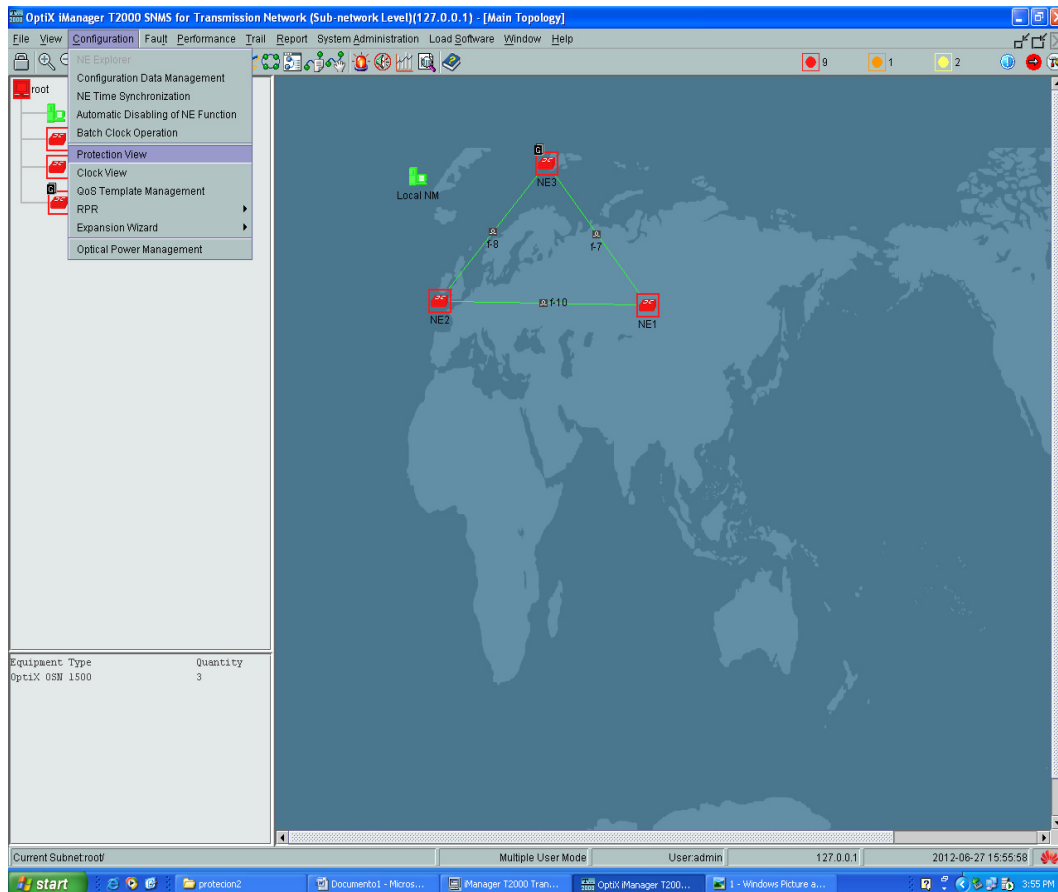 OptiX iManager T2000 SNMS for Transmission Network (Sub-network Level)(127.0.0.1) - [Main Topology]
File View Configuration Fault Performance Trail Report System Administration Load Software Window Help
9 1 2
NE Explorer
Configuration Data Management
NE Time Synchronization
Automatic Disabling of NE Function
Batch Clock Operation
Protection View
Clock View
QoS Template Management
RPR
Expansion Wizard
Optical Power Management
root
G
Local NM
G
NE3
f-8
f-7
NE2
f-10
NE1
Equipment Type Quantity
OptiX OSN 1500 3
Current Subnet:root/ Multiple User Mode User:admin 127.0.0.1 2012-06-27 15:55:58
start protecion2 Documento1 - Micros... iManager T2000 Tran... OptiX iManager T200... 1 - Windows Picture a... 3:55 PM